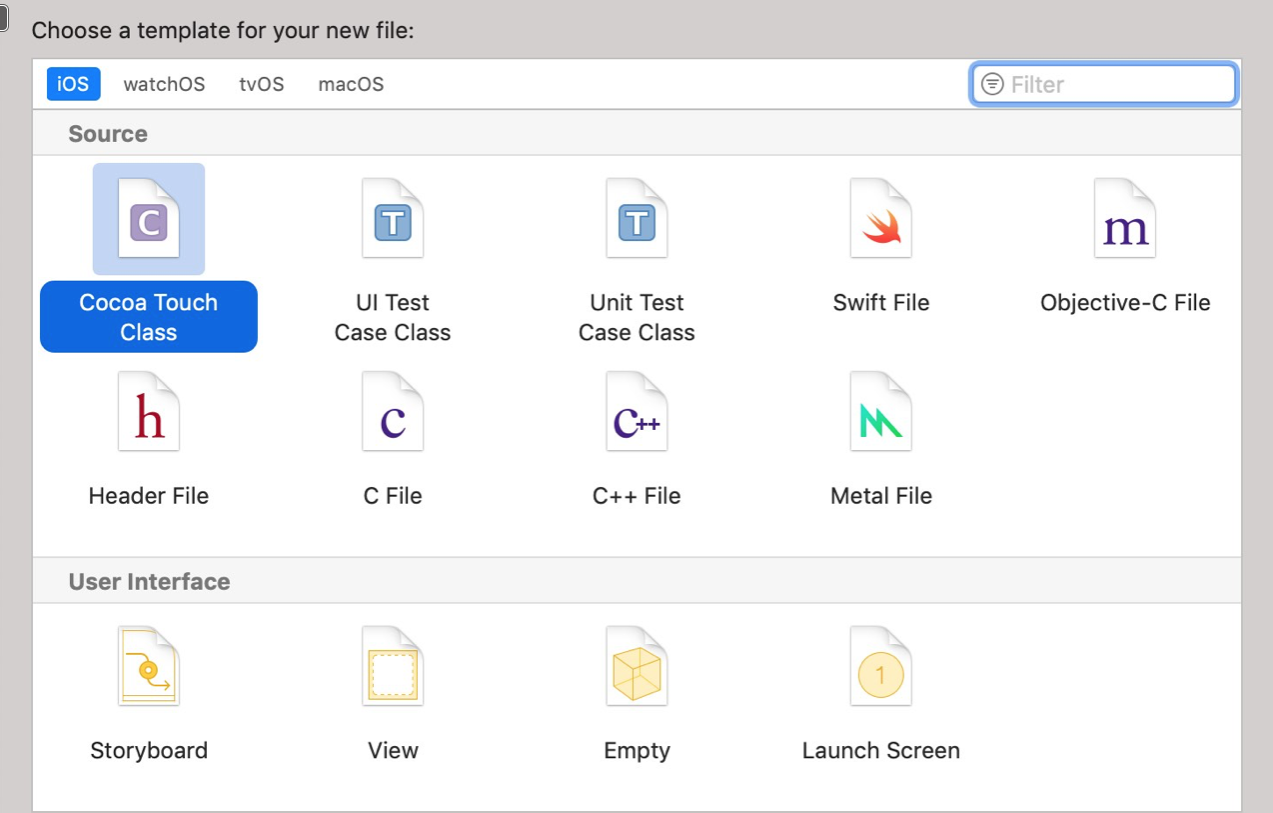 Choose a template for your new file:
iOS watchOS tvOS macOS Filter
Source
C T T m
Cocoa Touch UI Test Unit Test Swift File Objective-C File
Class Case Class Case Class
h c C++
Header File C File C++ File Metal File
User Interface
1
Storyboard View Empty Launch Screen